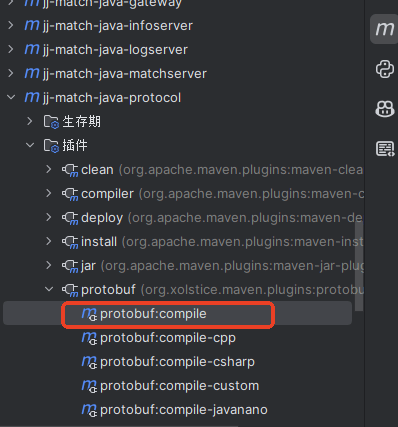 jj-match-java-gateway
jj-match-java-infoserver
jj-match-java-logserver
jj-match-java-matchserver
jj-match-java-protocol
生存期
插件
clean (org.apache.maven.plugins:maven-clea
compiler (org.apache.maven.plugins:maven-c
deploy (org.apache.maven.plugins:maven-de
install (org.apache.maven.plugins:maven-inst
jar (org.apache.maven.plugins:maven-jar-plug
protobuf (org.xolstice.maven.plugins:protobu
protobuf:compile
protobuf:compile-cpp
protobuf:compile-csharp
protobuf:compile-custom
protobuf:compile-javanano